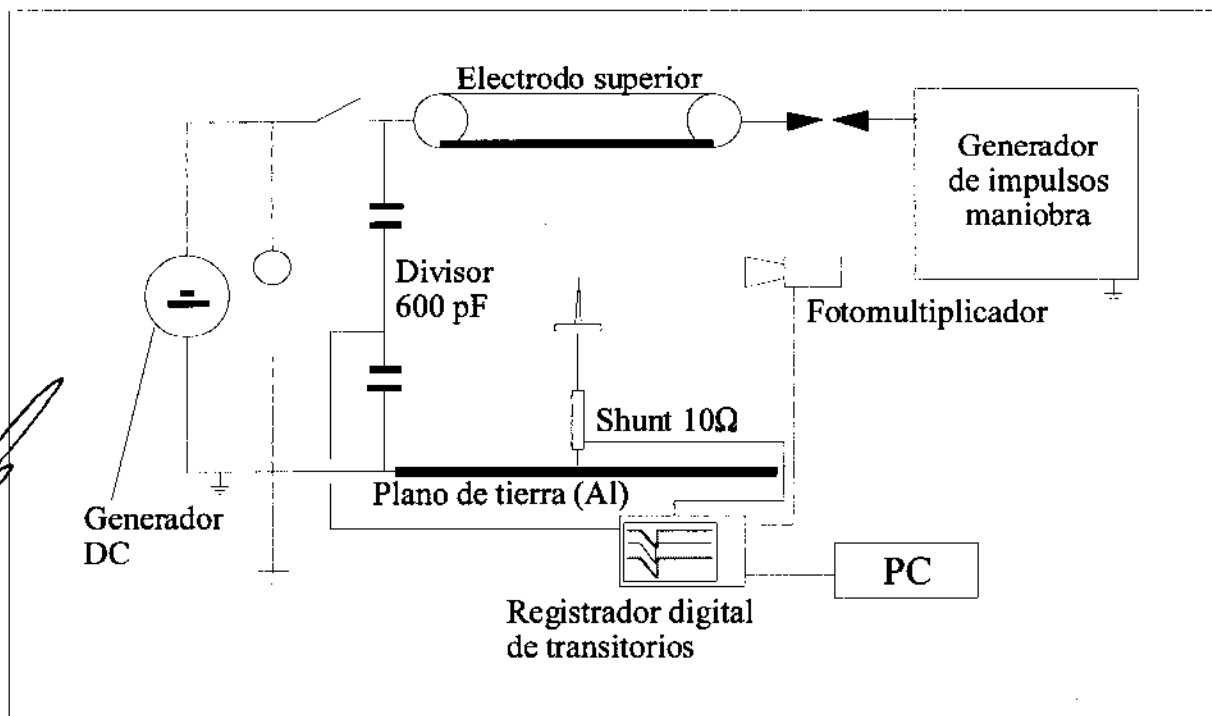 Electrodo superior
Generador
de impulsos
maniobra
Divisor
600 pF
Fotomultiplicador
Shunt 10Ω
Plano de tierra (Al)
Generador
DC
PC
Registrador digital
de transitorios